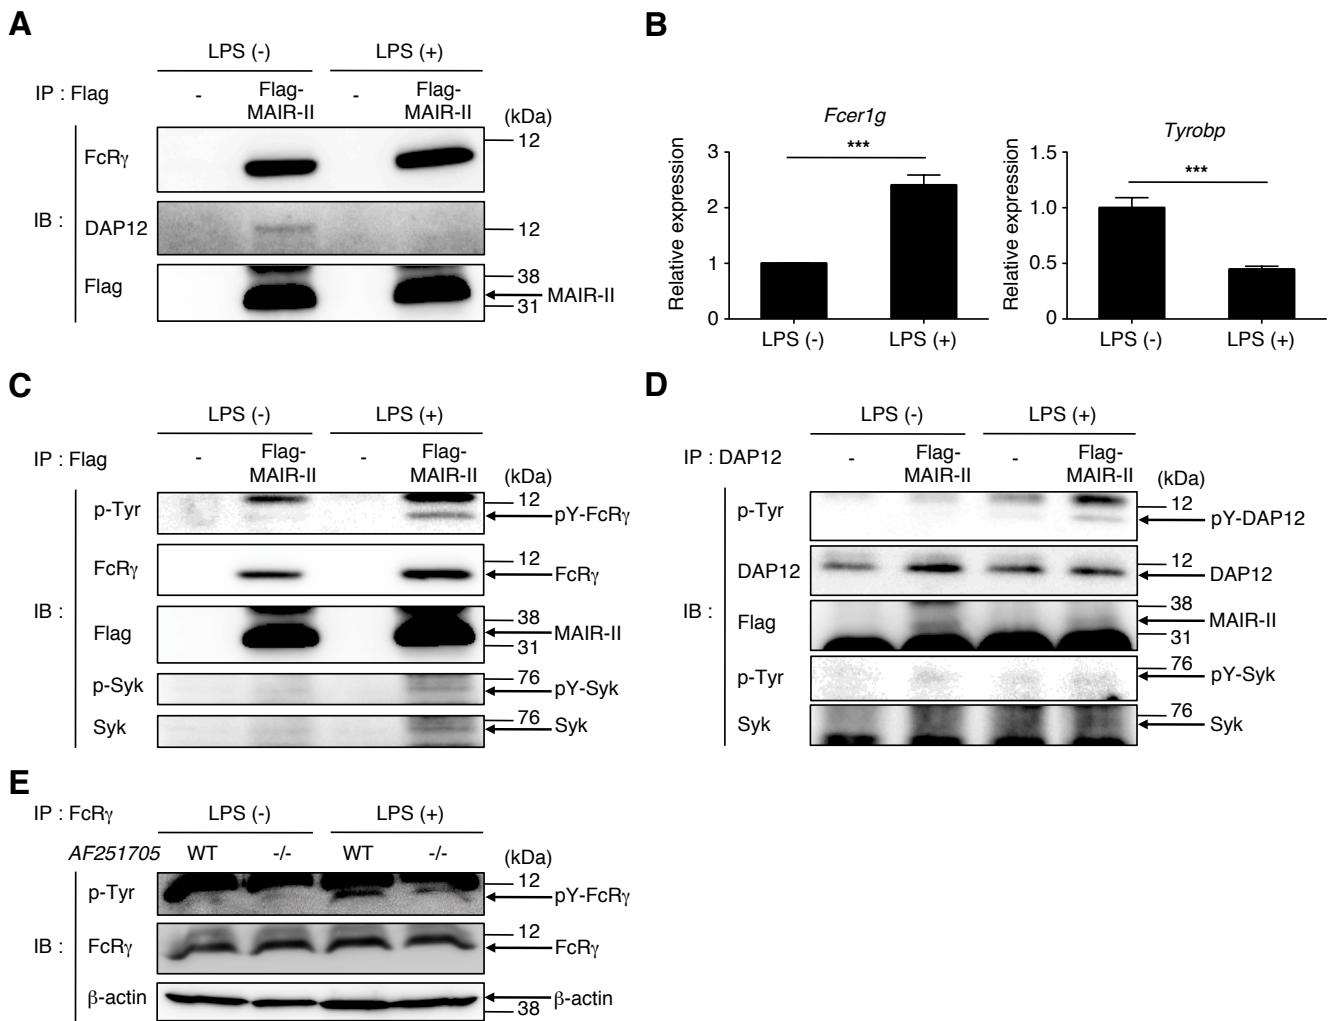 A
LPS (-) LPS (+)
IP : Flag - Flag-MAIR-II - Flag-MAIR-II (kDa)
FcRγ 12
IB : DAP12 12
Flag 38
31 MAIR-II
B
Fcer1g
***
Relative expression
3
2
1
0
LPS (-) LPS (+)
Tyrobp
***
Relative expression
1.5
1.0
0.5
0
LPS (-) LPS (+)
C
LPS (-) LPS (+)
IP : Flag - Flag-MAIR-II - Flag-MAIR-II (kDa)
p-Tyr 12 pY-FcRγ
FcRγ 12 FcRγ
IB : Flag 38 MAIR-II
31
p-Syk 76 pY-Syk
Syk 76 Syk
D
LPS (-) LPS (+)
IP : DAP12 - Flag-MAIR-II - Flag-MAIR-II (kDa)
p-Tyr 12 pY-DAP12
DAP12 12 DAP12
IB : Flag 38 MAIR-II
31
p-Tyr 76 pY-Syk
Syk 76 Syk
E
IP : FcRγ LPS (-) LPS (+)
AF251705 WT -/- WT -/- (kDa)
p-Tyr 12 pY-FcRγ
IB : FcRγ 12 FcRγ
β-actin 38 β-actin